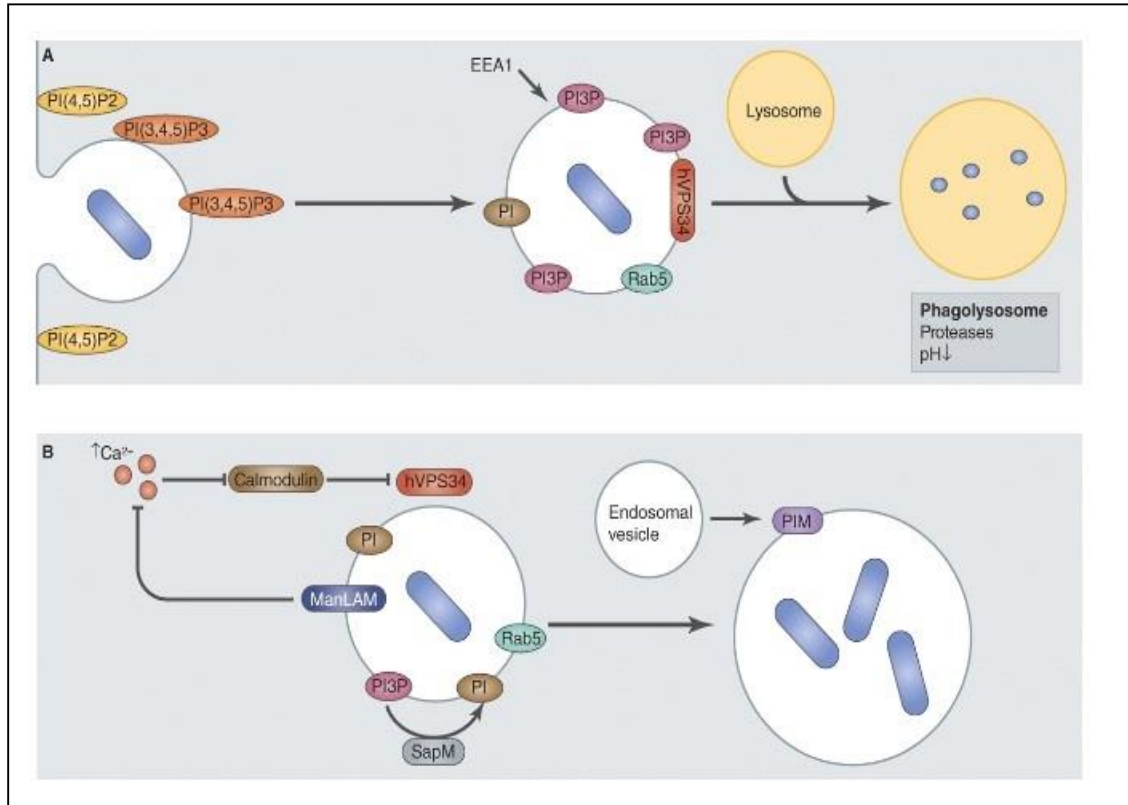 A
PI(4,5)P2
PI(3,4,5)P3
PI(3,4,5)P3
PI(4,5)P2
EEA1
PI3P
PI3P
hVPS34
PI
PI3P
Rab5
Lysosome
Phagolysosome
Proteases
pH↓
B
↑Ca²⁻
Calmodulin
hVPS34
PI
ManLAM
Rab5
PI3P
PI
SapM
Endosomal
vesicle
PIM